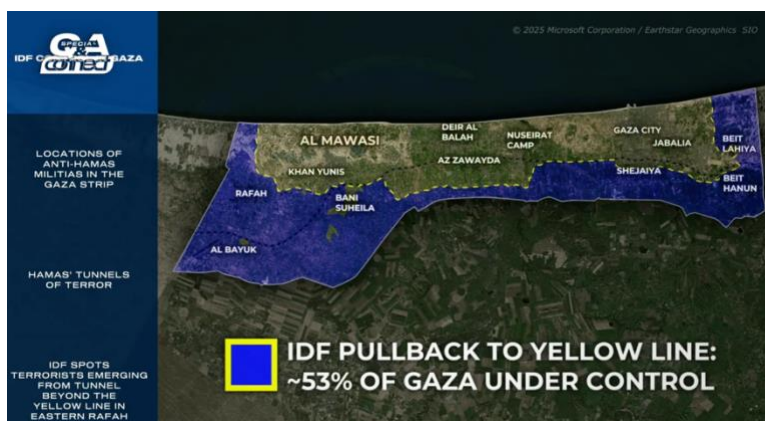 © 2025 Microsoft Corporation / Earthstar Geographics SIO
SPECIAL
Connect
LOCATIONS OF
ANTI-HAMAS
MILITIAS IN THE
GAZA STRIP
HAMAS' TUNNELS
OF TERROR
IDF SPOTS
TERRORISTS EMERGING
FROM TUNNEL
BEYOND THE
YELLOW LINE IN
EASTERN RAFAH
AL MAWASI
DEIR AL
BALAH
NUSEIRAT
CAMP
GAZA CITY
JABALIA
BEIT
LAHIYA
KHAN YUNIS
AZ ZAWAYDA
SHEJAIYA
BEIT
HANUN
RAFAH
BANI
SUHEILA
AL BAYUK
IDF PULLBACK TO YELLOW LINE:
~53% OF GAZA UNDER CONTROL